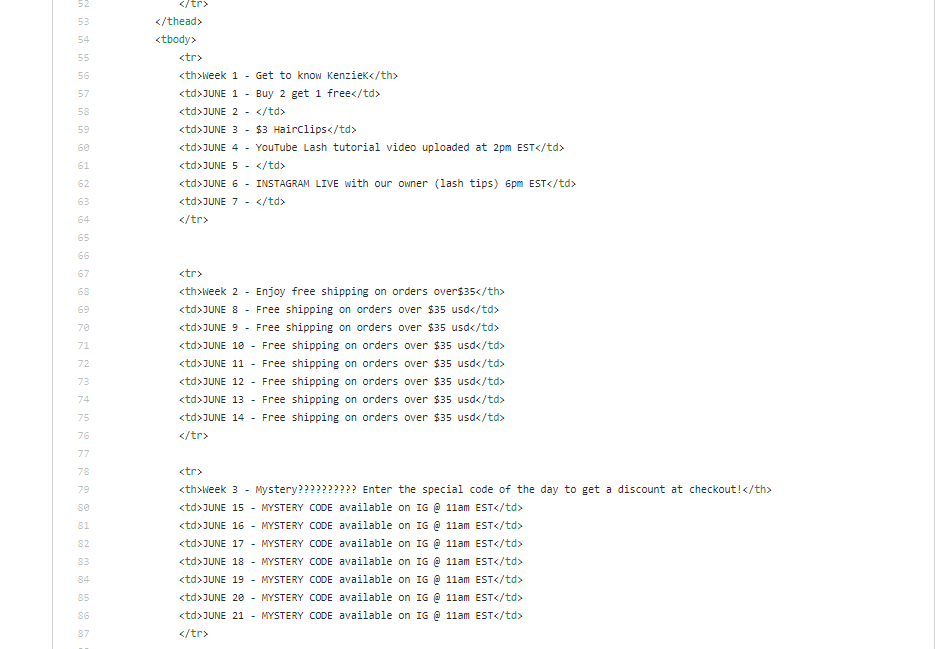 52 </tr>
53 </thead>
54 <tbody>
55 <tr>
56 <th>Week 1 - Get to know KenzieK</th>
57 <td>JUNE 1 - Buy 2 get 1 free</td>
58 <td>JUNE 2 - </td>
59 <td>JUNE 3 - $3 HairClips</td>
60 <td>JUNE 4 - YouTube Lash tutorial video uploaded at 2pm EST</td>
61 <td>JUNE 5 - </td>
62 <td>JUNE 6 - INSTAGRAM LIVE with our owner (lash tips) 6pm EST</td>
63 <td>JUNE 7 - </td>
64 </tr>
65
66
67 <tr>
68 <th>Week 2 - Enjoy free shipping on orders over$35</th>
69 <td>JUNE 8 - Free shipping on orders over $35 usd</td>
70 <td>JUNE 9 - Free shipping on orders over $35 usd</td>
71 <td>JUNE 10 - Free shipping on orders over $35 usd</td>
72 <td>JUNE 11 - Free shipping on orders over $35 usd</td>
73 <td>JUNE 12 - Free shipping on orders over $35 usd</td>
74 <td>JUNE 13 - Free shipping on orders over $35 usd</td>
75 <td>JUNE 14 - Free shipping on orders over $35 usd</td>
76 </tr>
77
78 <tr>
79 <th>Week 3 - Mystery?????????? Enter the special code of the day to get a discount at checkout!</th>
80 <td>JUNE 15 - MYSTERY CODE available on IG @ 11am EST</td>
81 <td>JUNE 16 - MYSTERY CODE available on IG @ 11am EST</td>
82 <td>JUNE 17 - MYSTERY CODE available on IG @ 11am EST</td>
83 <td>JUNE 18 - MYSTERY CODE available on IG @ 11am EST</td>
84 <td>JUNE 19 - MYSTERY CODE available on IG @ 11am EST</td>
85 <td>JUNE 20 - MYSTERY CODE available on IG @ 11am EST</td>
86 <td>JUNE 21 - MYSTERY CODE available on IG @ 11am EST</td>
87 </tr>